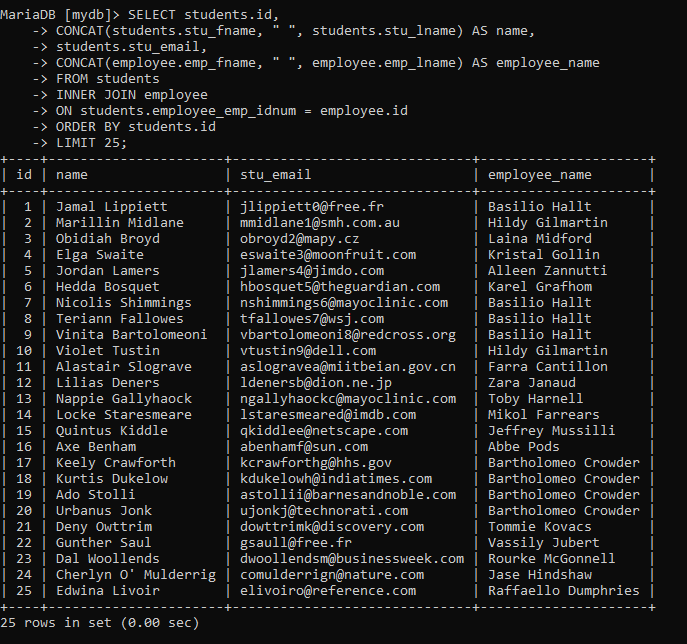 MariaDB [mydb]> SELECT students.id,
    -> CONCAT(students.stu_fname, " ", students.stu_lname) AS name,
    -> students.stu_email,
    -> CONCAT(employee.emp_fname, " ", employee.emp_lname) AS employee_name
    -> FROM students
    -> INNER JOIN employee
    -> ON students.employee_emp_idnum = employee.id
    -> ORDER BY students.id
    -> LIMIT 25;
+----+----------------------+------------------------------+--------------------+
| id | name                 | stu_email                    | employee_name      |
+----+----------------------+------------------------------+--------------------+
|  1 | Jamal Lippiett       | jlippiett0@free.fr           | Basilio Hallt      |
|  2 | Marillin Midlane     | mmidlane1@smh.com.au         | Hildy Gilmartin    |
|  3 | Obidiah Broyd        | obroyd2@mapy.cz              | Laina Midford      |
|  4 | Elga Swaite          | eswaite3@moonfruit.com       | Kristal Gollin     |
|  5 | Jordan Lamers        | jlamers4@jimdo.com           | Alleen Zannutti    |
|  6 | Hedda Bosquet        | hbosquet5@theguardian.com    | Karel Grafhom      |
|  7 | Nicolis Shimmings    | nshimmings6@mayoclinic.com   | Basilio Hallt      |
|  8 | Teriann Fallowes     | tfallowes7@wsj.com           | Basilio Hallt      |
|  9 | Vinita Bartolomeoni  | vbartolomeoni8@redcross.org  | Basilio Hallt      |
| 10 | Violet Tustin        | vtustin9@dell.com            | Hildy Gilmartin    |
| 11 | Alastair Slograve    | aslogravea@miitbeian.gov.cn  | Farra Cantillon    |
| 12 | Lilias Deners        | ldenersb@dion.ne.jp          | Zara Janaud        |
| 13 | Nappie Gallyhaock    | ngallyhaockc@mayoclinic.com  | Toby Harnell       |
| 14 | Locke Staresmeare    | lstaresmeared@imdb.com       | Mikol Farrears     |
| 15 | Quintus Kiddle       | qkiddlee@netscape.com        | Jeffrey Mussilli   |
| 16 | Axe Benham           | abenhamf@sun.com             | Abbe Pods          |
| 17 | Keely Crawforth      | kcrawforthg@hhs.gov          | Bartholomeo Crowder |
| 18 | Kurtis Dukelow       | kdukelowh@indiatimes.com     | Bartholomeo Crowder |
| 19 | Ado Stolli           | astollii@barnesandnoble.com  | Bartholomeo Crowder |
| 20 | Urbanus Jonk         | ujonkj@technorati.com        | Bartholomeo Crowder |
| 21 | Deny Owttrim         | dowttrimk@discovery.com      | Tommie Kovacs      |
| 22 | Gunther Saul         | gsaull@free.fr               | Vassily Jubert     |
| 23 | Dal Woollends        | dwoollendsm@businessweek.com | Rourke McGonnell   |
| 24 | Cherlyn O' Mulderrig | comulderrign@nature.com      | Jase Hindshaw      |
| 25 | Edwina Livoir        | elivoiro@reference.com       | Raffaello Dumphries |
+----+----------------------+------------------------------+--------------------+
25 rows in set (0.00 sec)